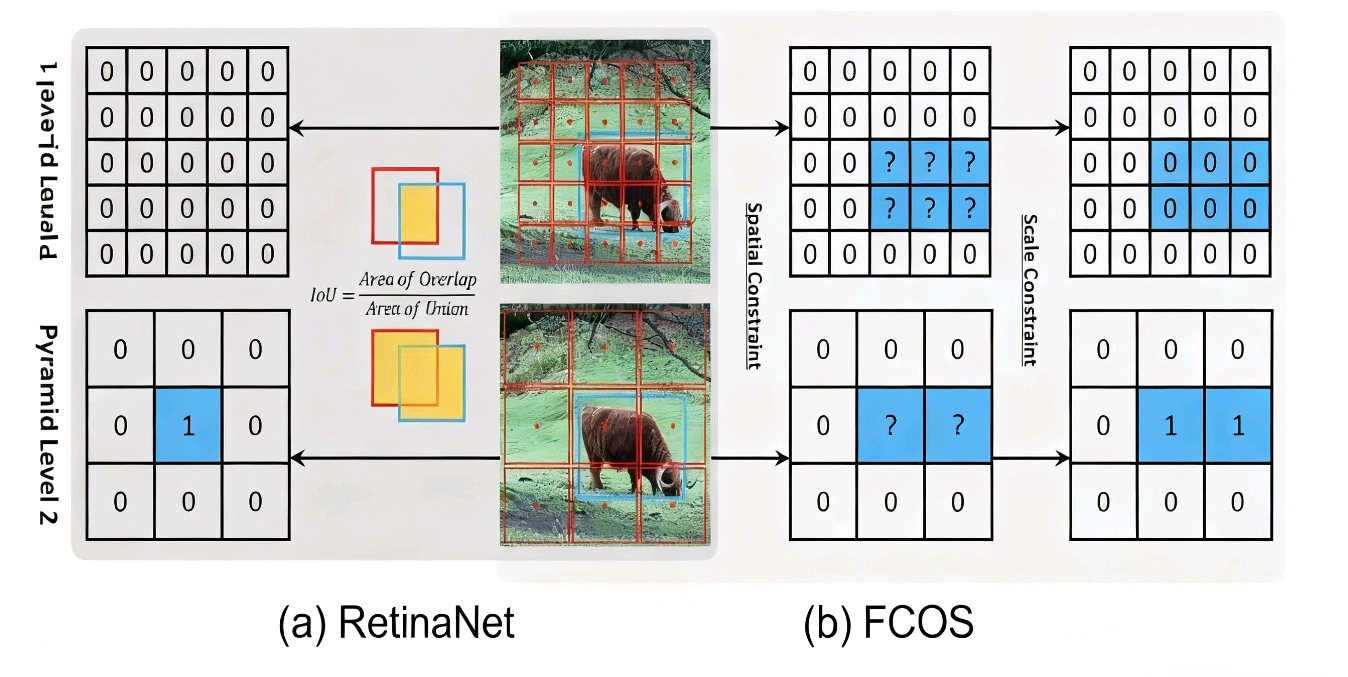 0 0 0 0 0
0 0 0 0 0
0 0 0 0 0
0 0 0 0 0
0 0 0 0 0
IoU = Area of Overlap
Area of Union
Pyramid Level 2
0 0 0
0 1 0
0 0 0
0 0 0 0 0
0 0 0 0 0
0 0 ? ? ?
0 0 ? ? ?
0 0 0 0 0
Spatial Constraint
0 0 0
0 ? ?
0 0 0
Scale Constraint
0 0 0 0 0
0 0 0 0 0
0 0 0 0 0
0 0 0 0 0
0 0 0 0 0
0 0 0
0 1 1
0 0 0
(a) RetinaNet
(b) FCOS